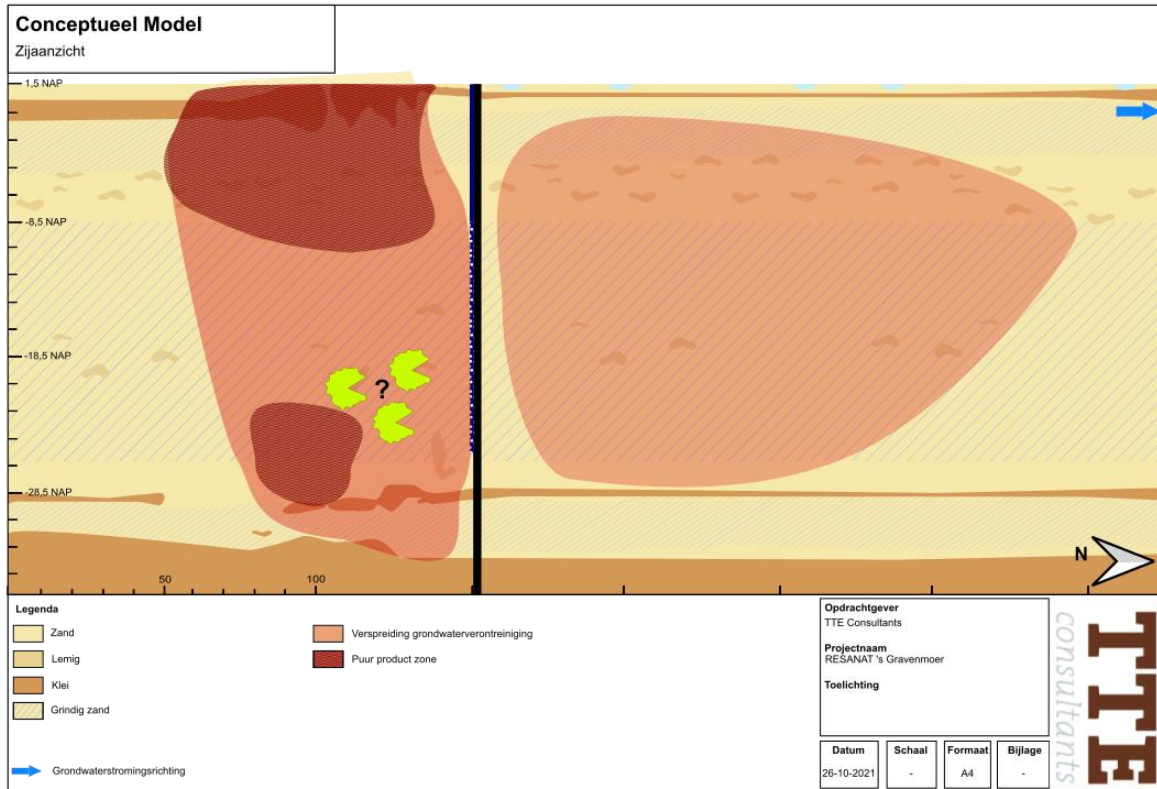 Conceptueel Model
Zijaanzicht
1,5 NAP
-8,5 NAP
-18,5 NAP
?
-28,5 NAP
N
50
100
Legenda
Zand
Lemig
Klei
Grindig zand
Verspreiding grondwaterverontreiniging
Puur product zone
Grondwaterstromingsrichting
Opdrachtgever
TTE Consultants
Projectnaam
RESANAT 's Gravenmoer
Toelichting
Datum
Schaal
Formaat
Bijlage
26-10-2021
-
A4
-
TTE
consultants